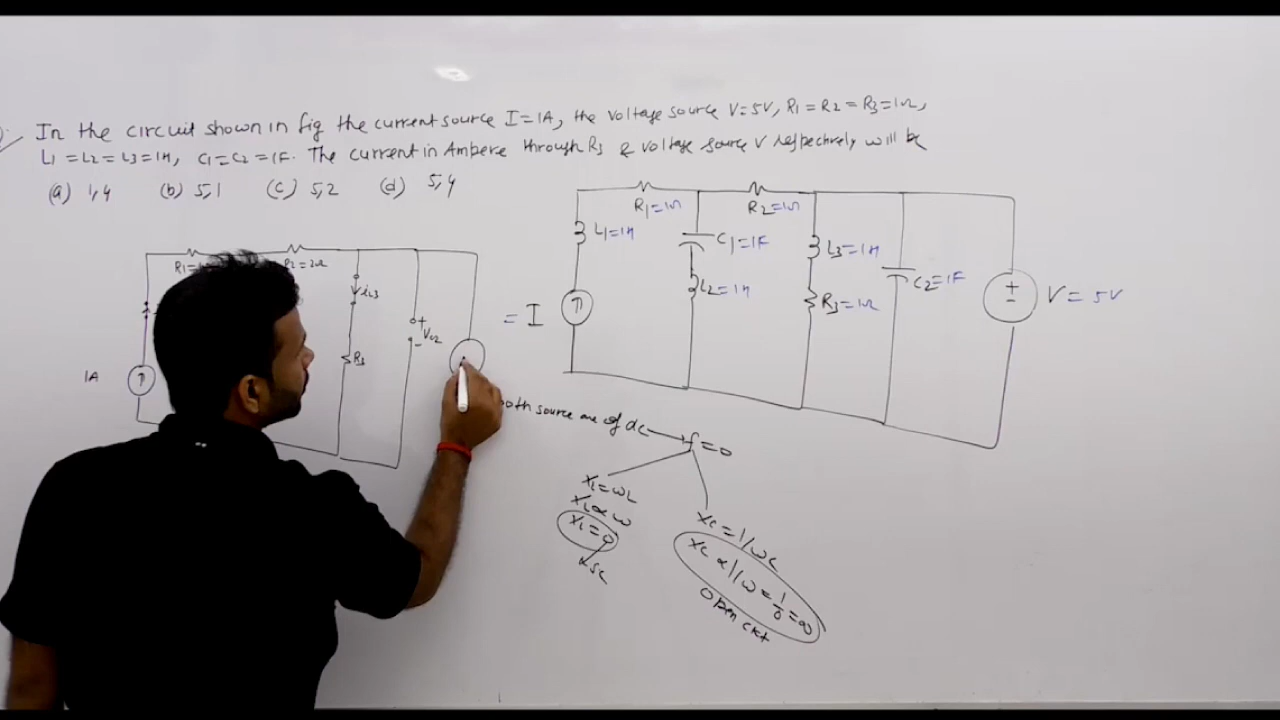 In the circuit shown in fig the current source I=1A, the voltage source V=5V, R1=R2=R3=1Ω,
L1=L2=L3=1H, C1=C2=1F. The current in Ampere through R3 & voltage source V respectively will be
(a) 1,4 (b) 5,1 (c) 5,2 (d) 5,4
R1=1Ω R2=1Ω
L1=1H C1=1F L3=1H
L2=1H R3=1Ω C2=1F
= I + - V= 5V
R2=2Ω
iL3
+ VC2 -
R3
1A
both source are of dc → f=0
XL=ωL
XL α ω
XL=0
SC
XC=1/ωC
XC α 1/ω = 1/0 = ∞
open ckt